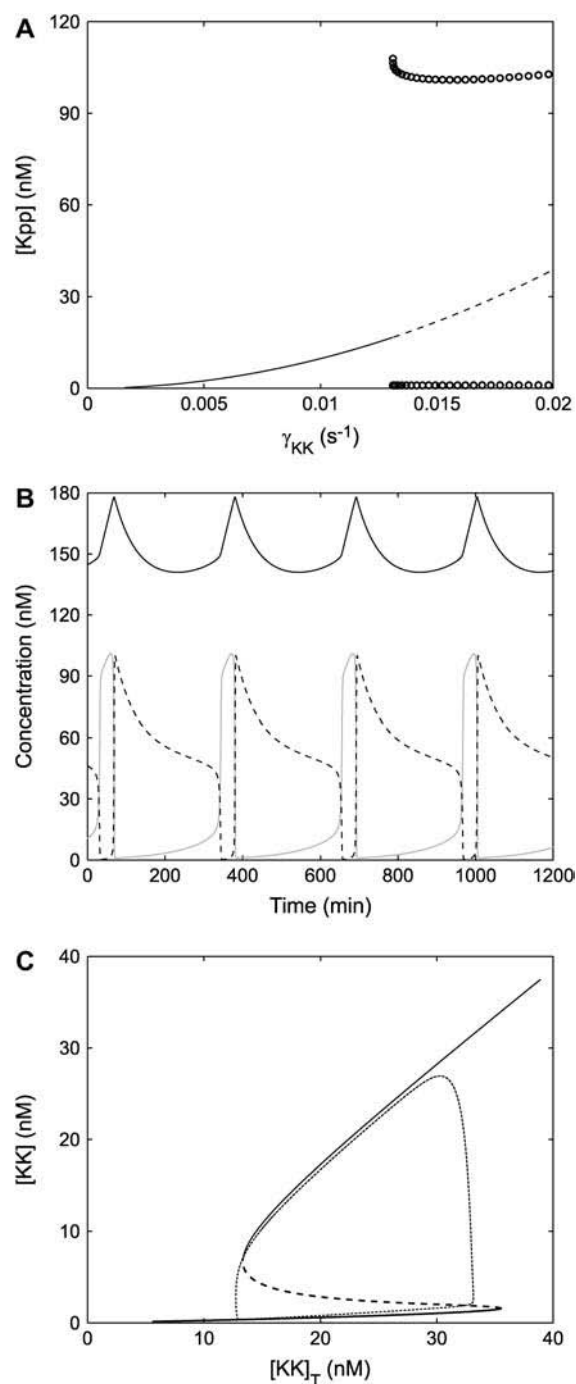 A
120
90
60
30
0
[Kpp] (nM)
0 0.005 0.01 0.015 0.02
γKK (s-1)
B
180
150
120
90
60
30
0
Concentration (nM)
0 200 400 600 800 1000 1200
Time (min)
C
40
30
20
10
0
[KK] (nM)
0 10 20 30 40
[KK]T (nM)